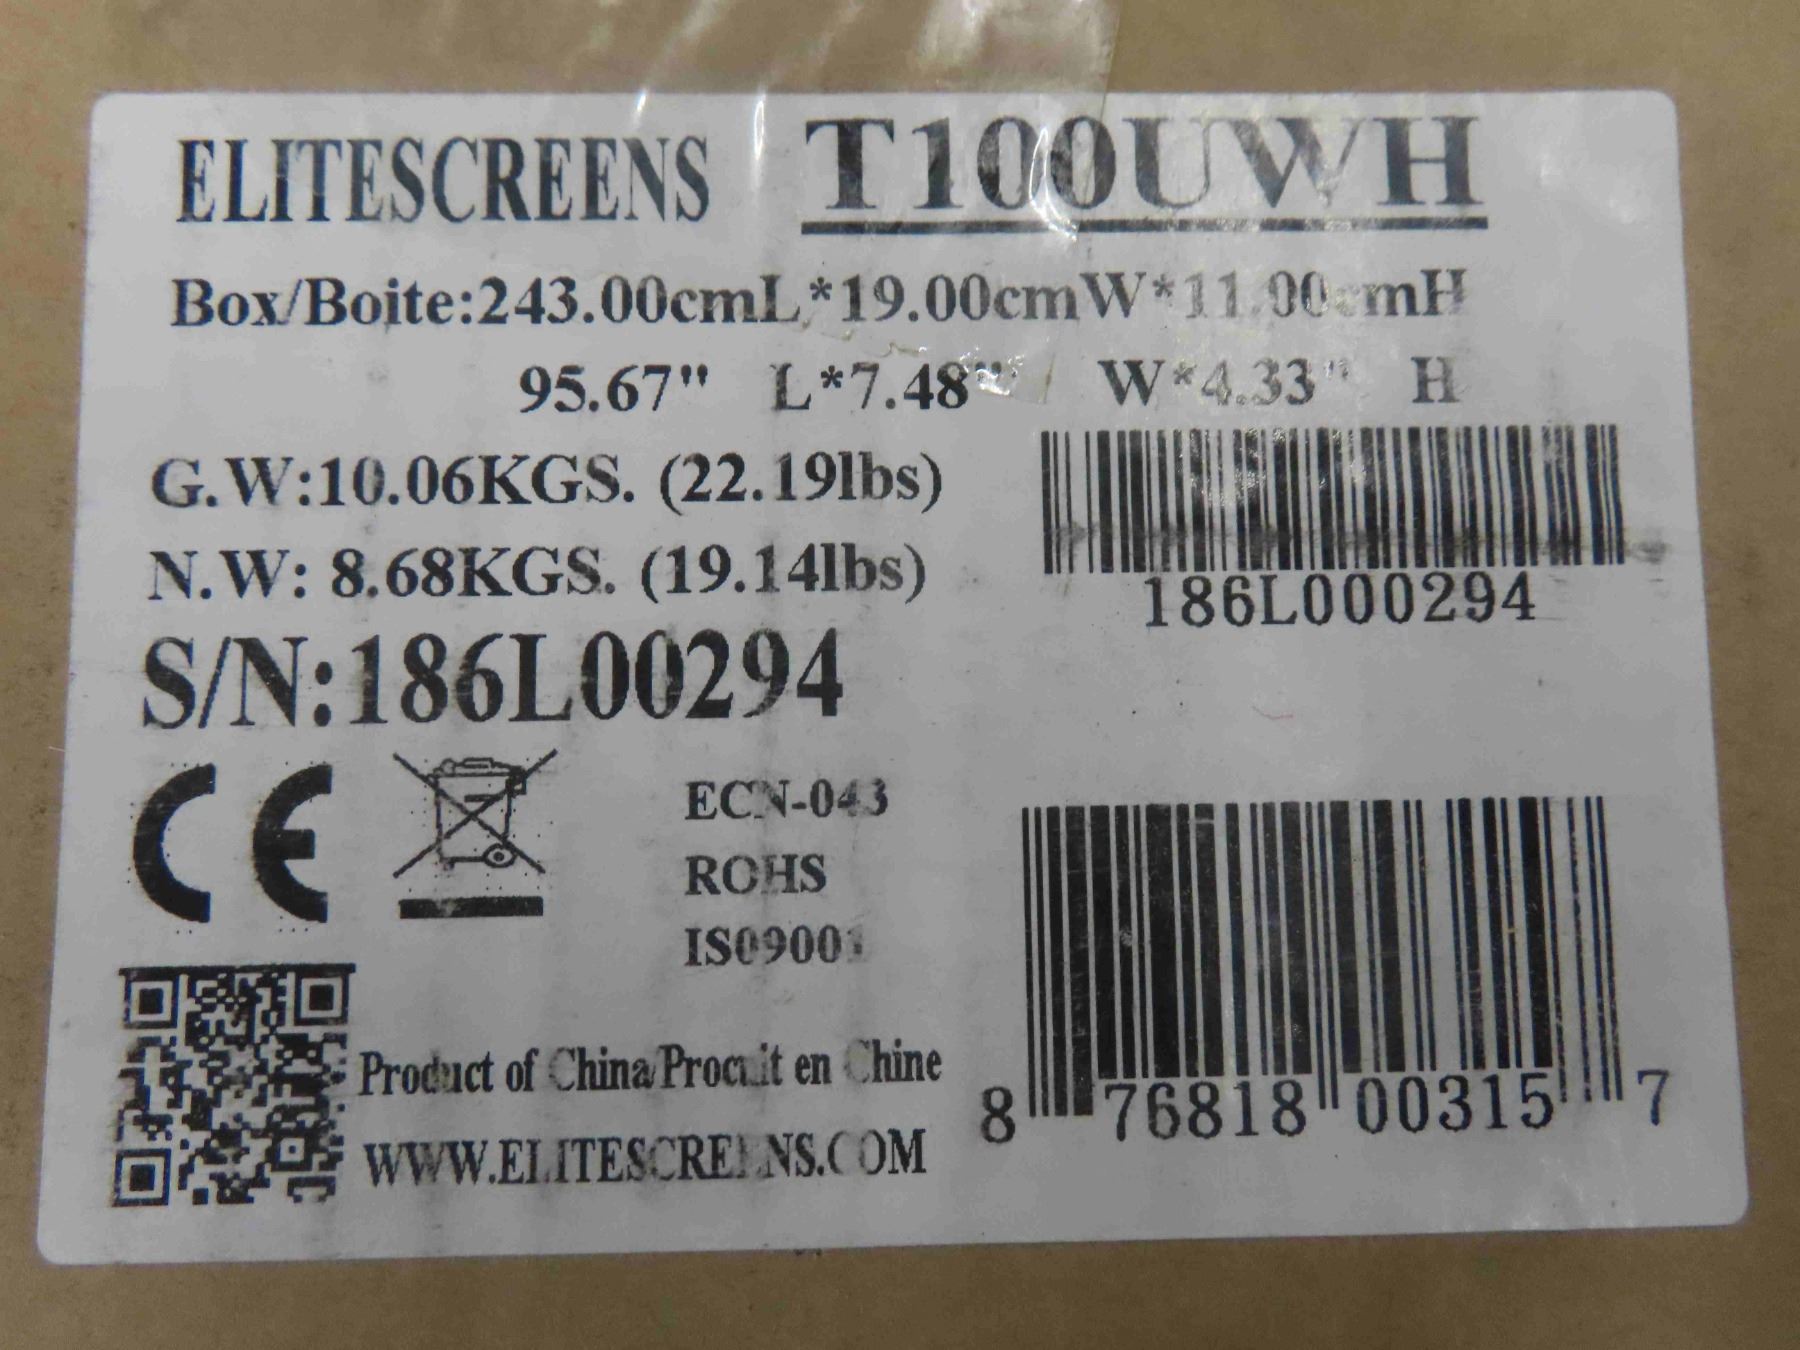 ELITESCREENS T100UWH
Box/Boite:243.00cmL*19.00cmW*11.00cmH
95.67" L*7.48" W*4.33" H
G.W:10.06KGS. (22.19lbs)
N.W: 8.68KGS. (19.14lbs)
186L000294
S/N:186L00294
CE
ECN-043
ROHS
ISO9001
Product of China/Procuit en Chine
WWW.ELITESCREENS.COM
8 76818 00315 7